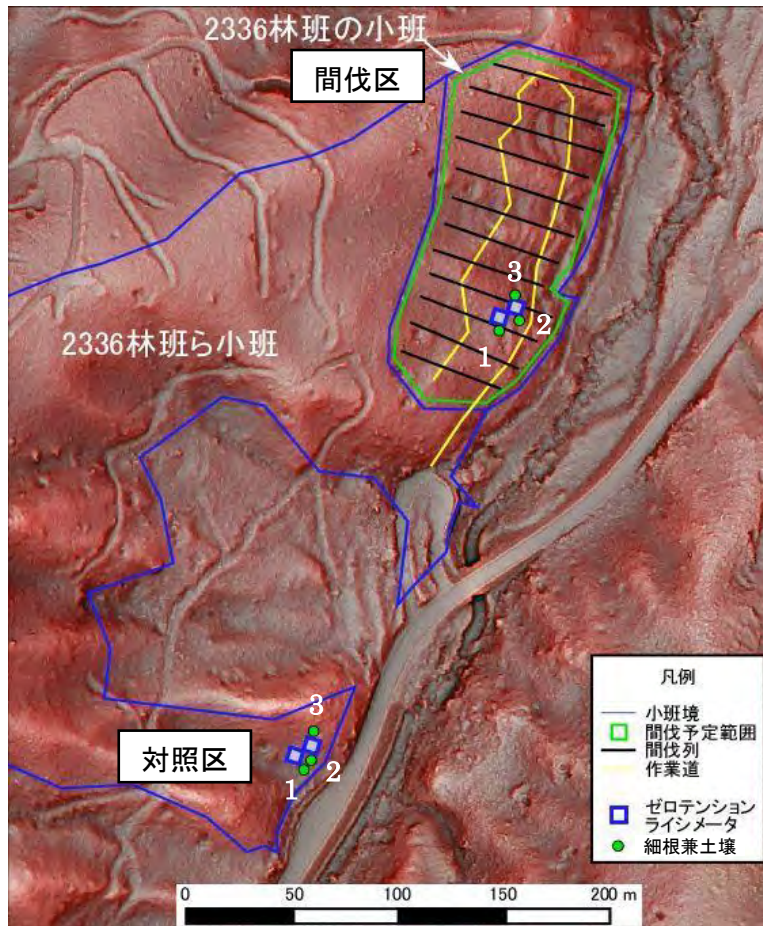 2336林班の小班
間伐区
3
2
1
2336林班ら小班
3
対照区
2
1
凡例
小班境
間伐予定範囲
間伐列
作業道
ゼロテンション
ライシメータ
細根兼土壌
0 50 100 150 200 m